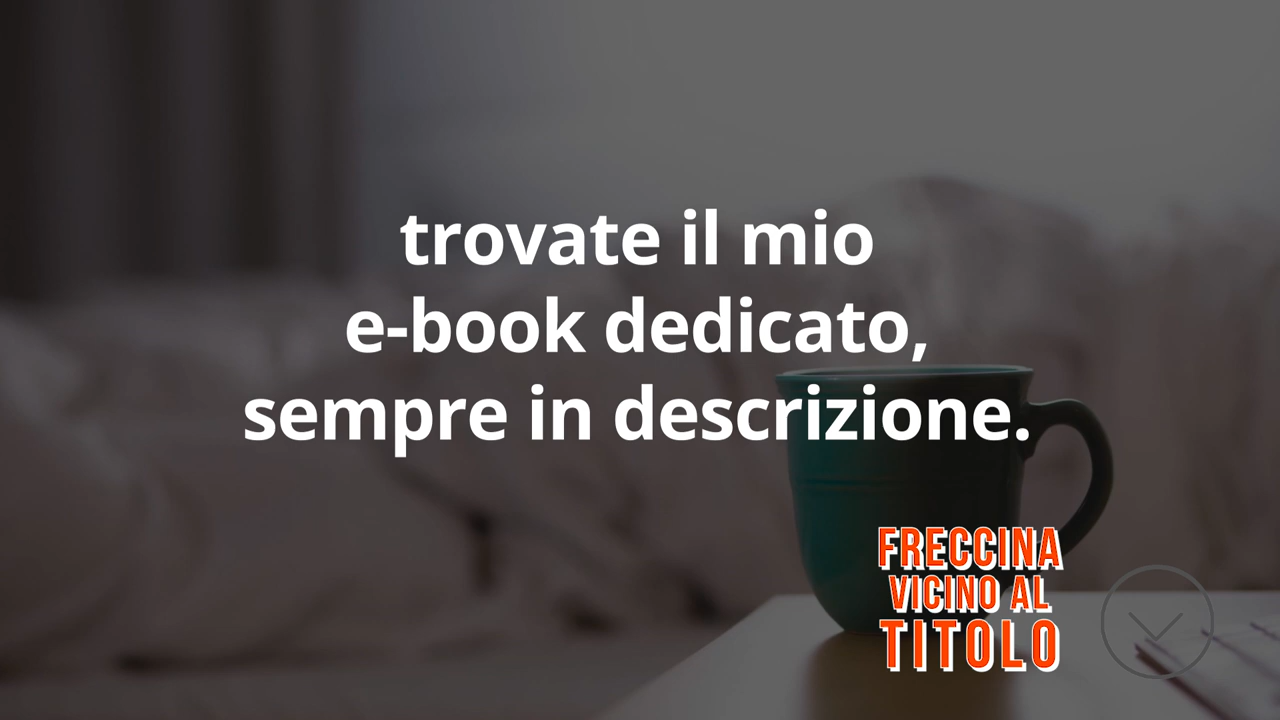 trovate il mio
e-book dedicato,
sempre in descrizione.
FRECCINA
VICINO AL
TITOLO